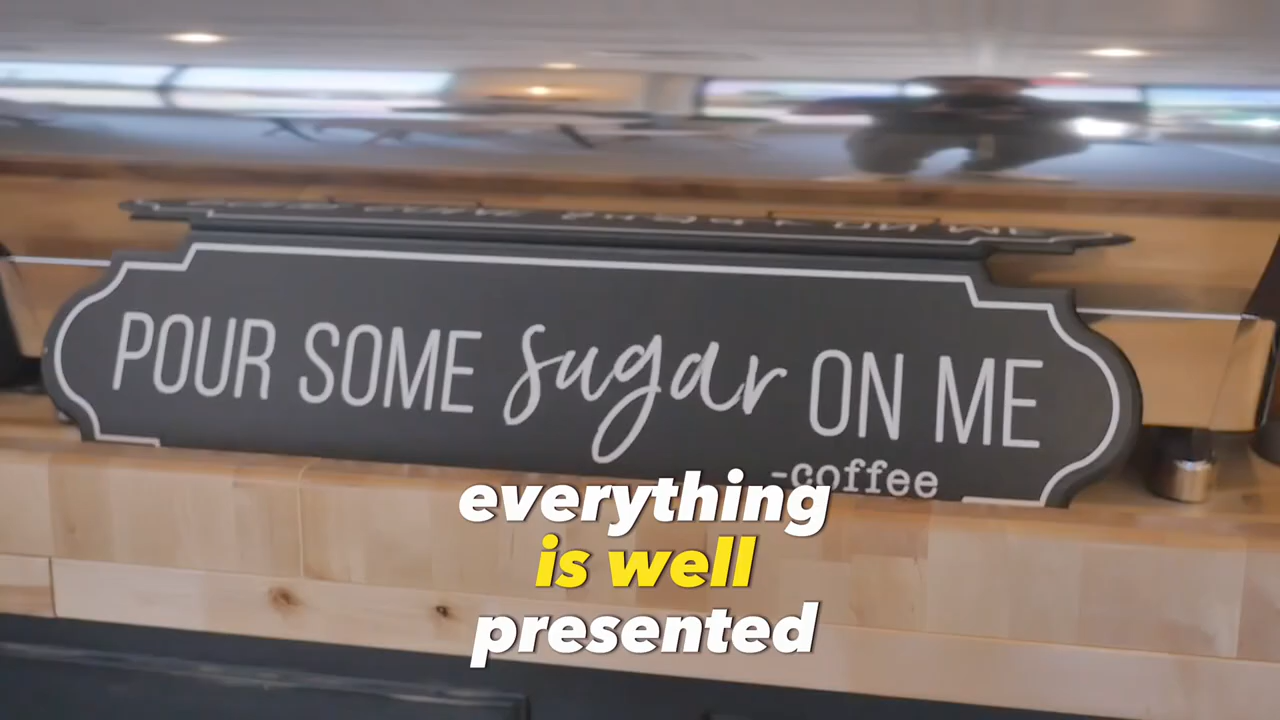 POUR SOME sugar ON ME
-coffee
everything
is well
presented